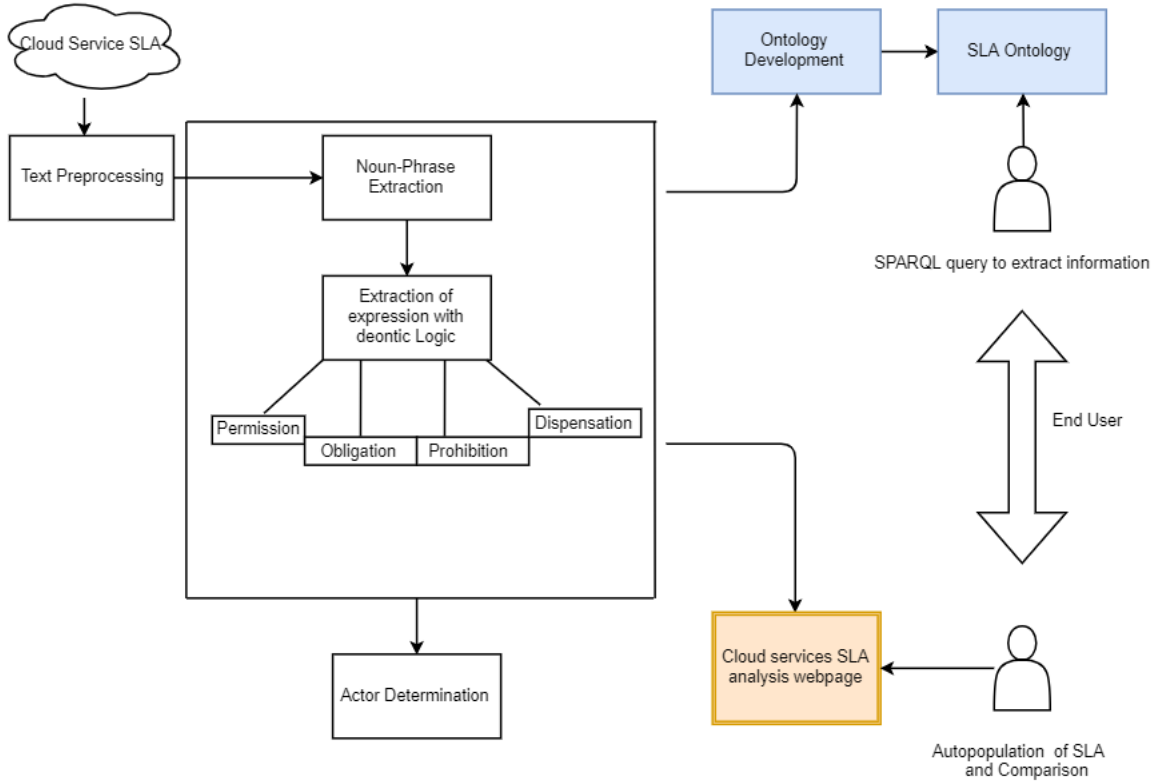 Cloud Service SLA
Ontology
Development
SLA Ontology
Text Preprocessing
Noun-Phrase
Extraction
SPARQL query to extract information
Extraction of
expression with
deontic Logic
Permission
Dispensation
Obligation
Prohibition
End User
Cloud services SLA
analysis webpage
Actor Determination
Autopopulation of SLA
and Comparison